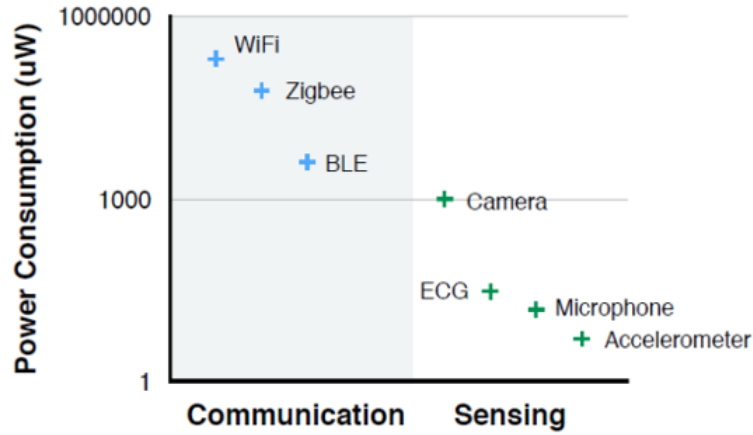 Power Consumption (uW)
1000000
1000
1
WiFi
Zigbee
BLE
Camera
ECG
Microphone
Accelerometer
Communication
Sensing